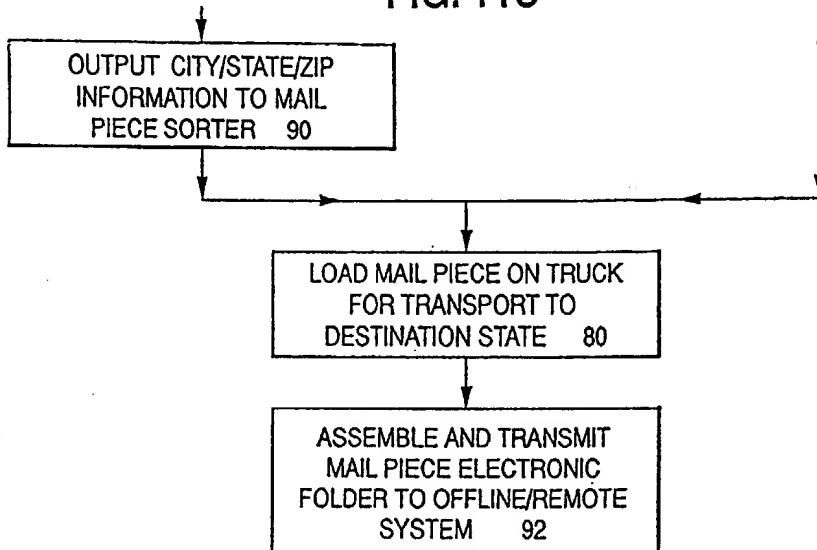 OUTPUT CITY/STATE/ZIP
INFORMATION TO MAIL
PIECE SORTER 90
LOAD MAIL PIECE ON TRUCK
FOR TRANSPORT TO
DESTINATION STATE 80
ASSEMBLE AND TRANSMIT
MAIL PIECE ELECTRONIC
FOLDER TO OFFLINE/REMOTE
SYSTEM 92